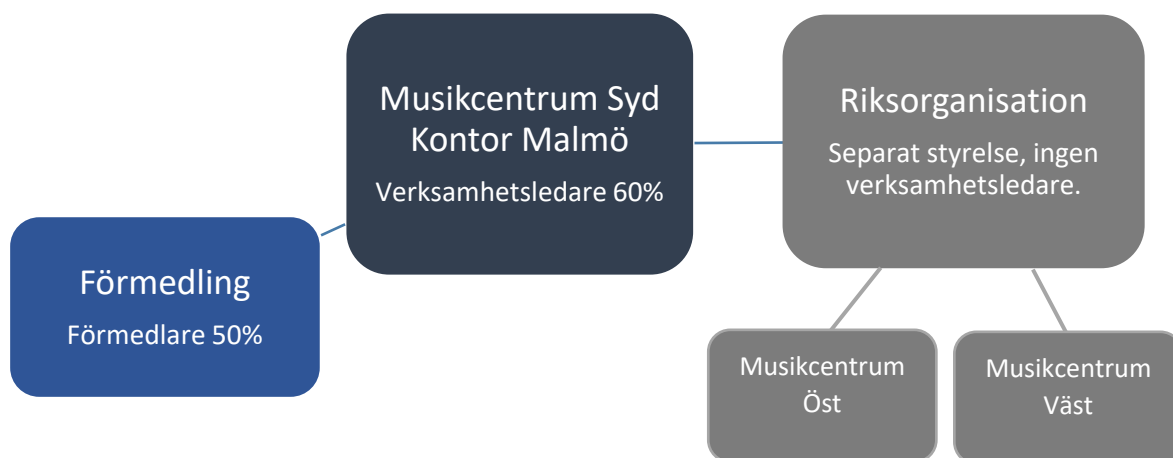 Musikcentrum Syd
Kontor Malmö
Verksamhetsledare 60%
Riksorganisation
Separat styrelse, ingen
verksamhetsledare.
Förmedling
Förmedlare 50%
Musikcentrum
Öst
Musikcentrum
Väst